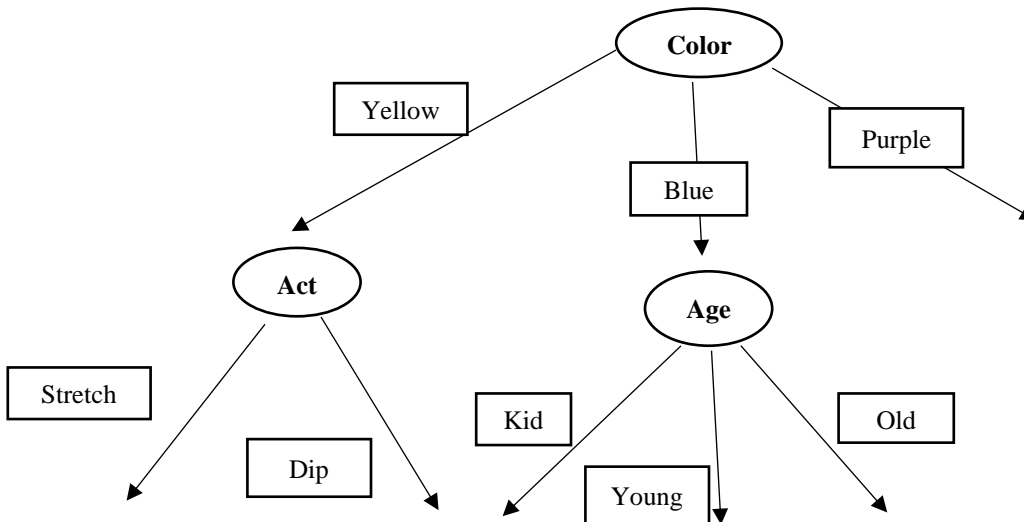 Color
Yellow
Purple
Blue
Act
Age
Stretch
Kid
Old
Dip
Young